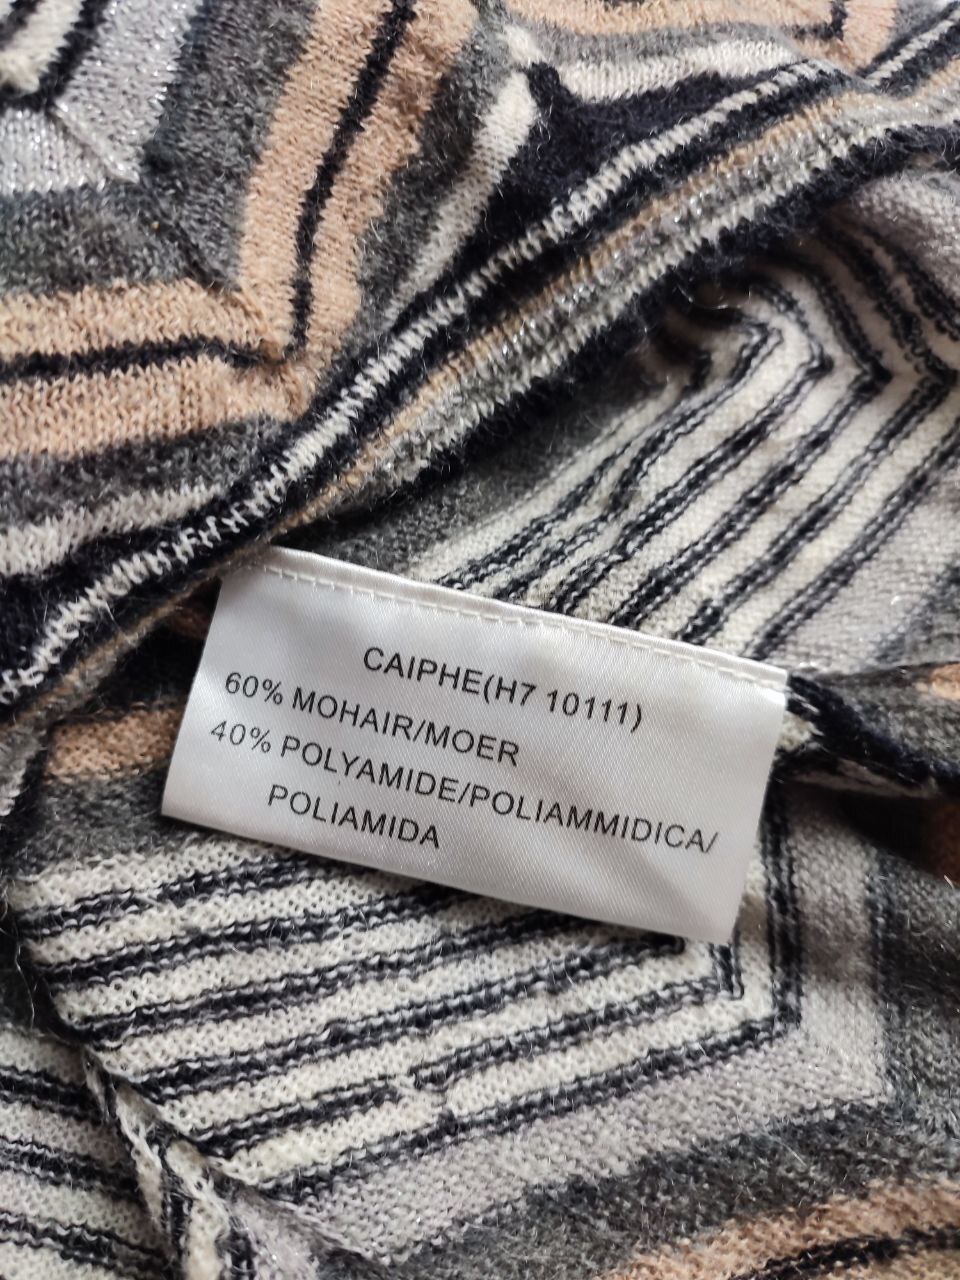 CAIPHE(H7 10111)
60% MOHAIR/MOER
40% POLYAMIDE/POLIAMMIDICA/
POLIAMIDA